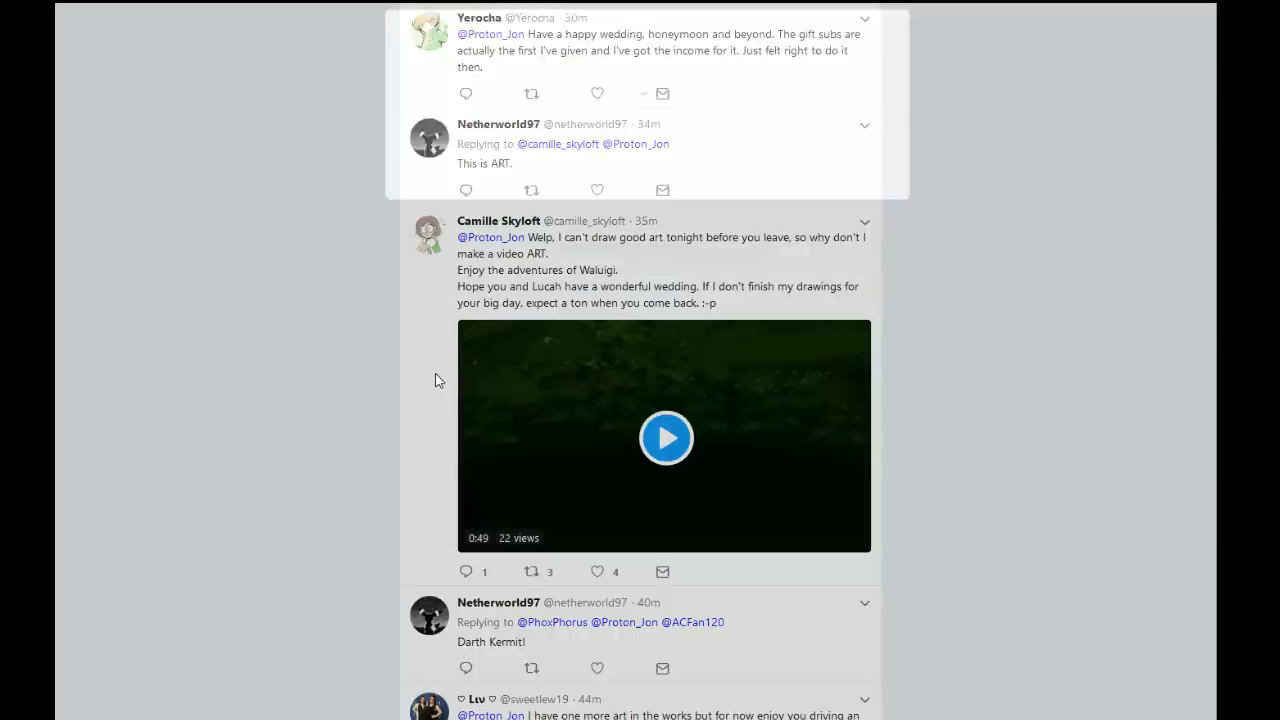 Yerocha @Yerocha · 30m
@Proton_Jon Have a happy wedding, honeymoon and beyond. The gift subs are
actually the first I've given and I've got the income for it. Just felt right to do it
then.
Netherworld97 @netherworld97 · 34m
Replying to @camille_skyloft @Proton_Jon
This is ART.
Camille Skyloft @camille_skyloft · 35m
@Proton_Jon Welp, I can't draw good art tonight before you leave, so why don't I
make a video ART.
Enjoy the adventures of Waluigi.
Hope you and Lucah have a wonderful wedding. If I don't finish my drawings for
your big day, expect a ton when you come back. ;-p
0:49 22 views
1 3 4
Netherworld97 @netherworld97 · 40m
Replying to @PhoxPhorus @Proton_Jon @ACFan120
Darth Kermit!
♡ Lιν ♡ @sweetlew19 · 44m
@Proton_Jon I have one more art in the works but for now enjoy you driving an